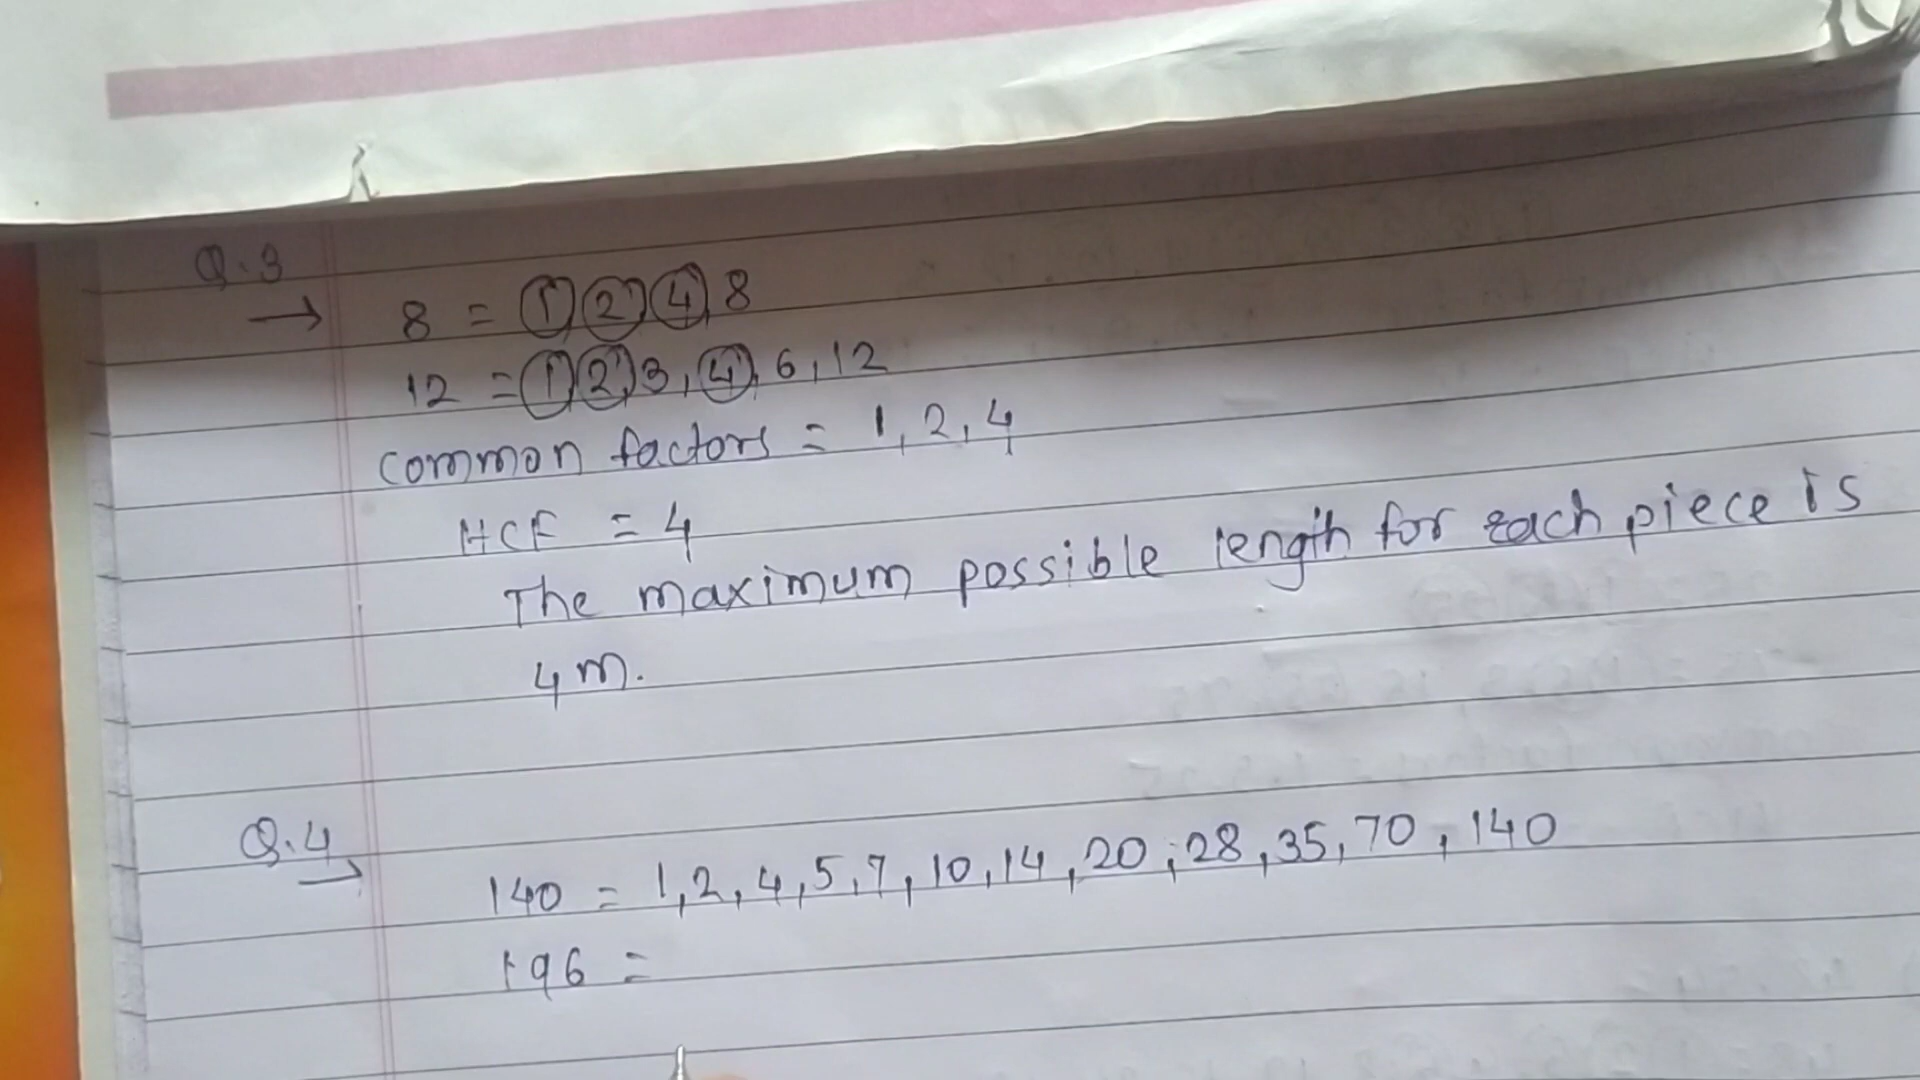 Q.3
→ 8 = 1, 2, 4, 8
12 = 1, 2, 3, 4, 6, 12
common factors = 1, 2, 4
HCF = 4
The maximum possible length for each piece is
4 m.
Q.4
→ 140 = 1, 2, 4, 5, 7, 10, 14, 20, 28, 35, 70, 140
196 =